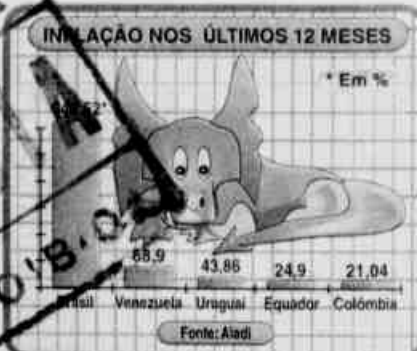 INFLAÇÃO NOS ÚLTIMOS 12 MESES
* Em %
68,9
43,86
24,9
21,04
Brasil Venezuela Uruguai Equador Colômbia
Fonte: Aladi